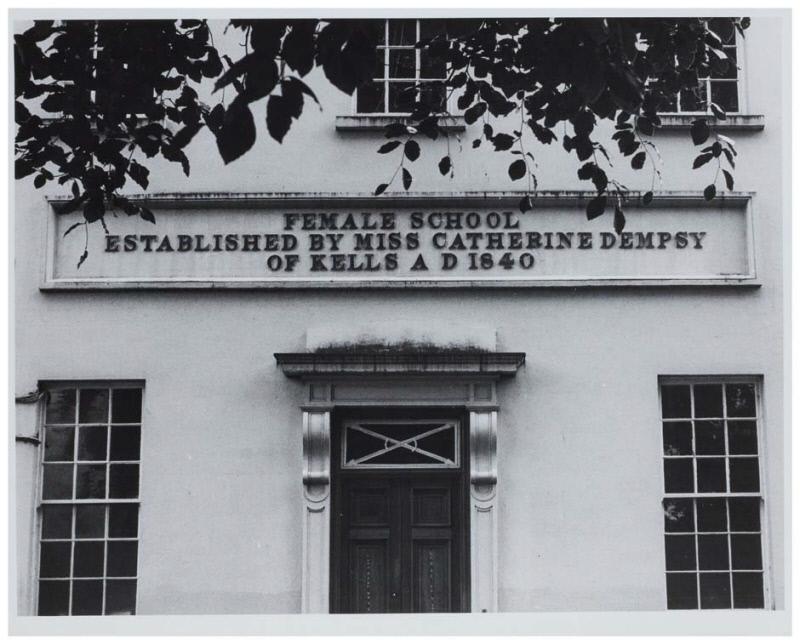 FEMALE SCHOOL
ESTABLISHED BY MISS CATHERINE DEMPSY
OF KELLS A D 1840